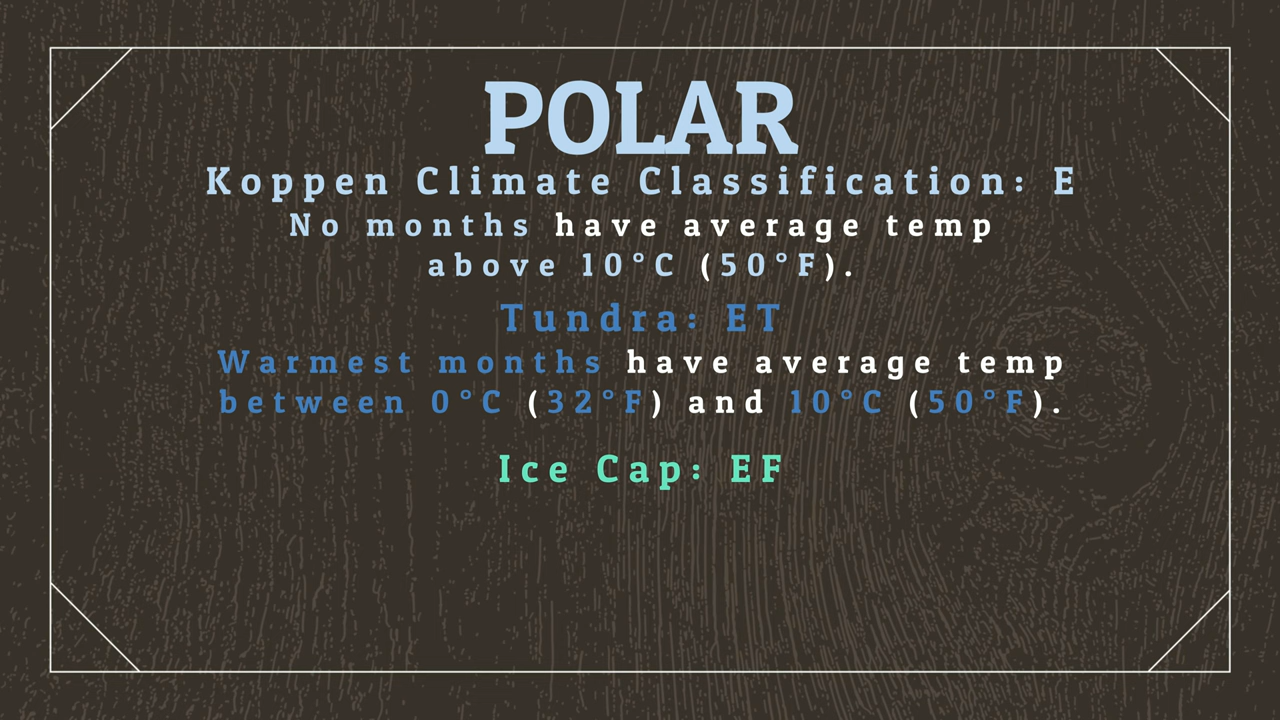 POLAR
Koppen Climate Classification: E
No months have average temp
above 10°C (50°F).
Tundra: ET
Warmest months have average temp
between 0°C (32°F) and 10°C (50°F).
Ice Cap: EF